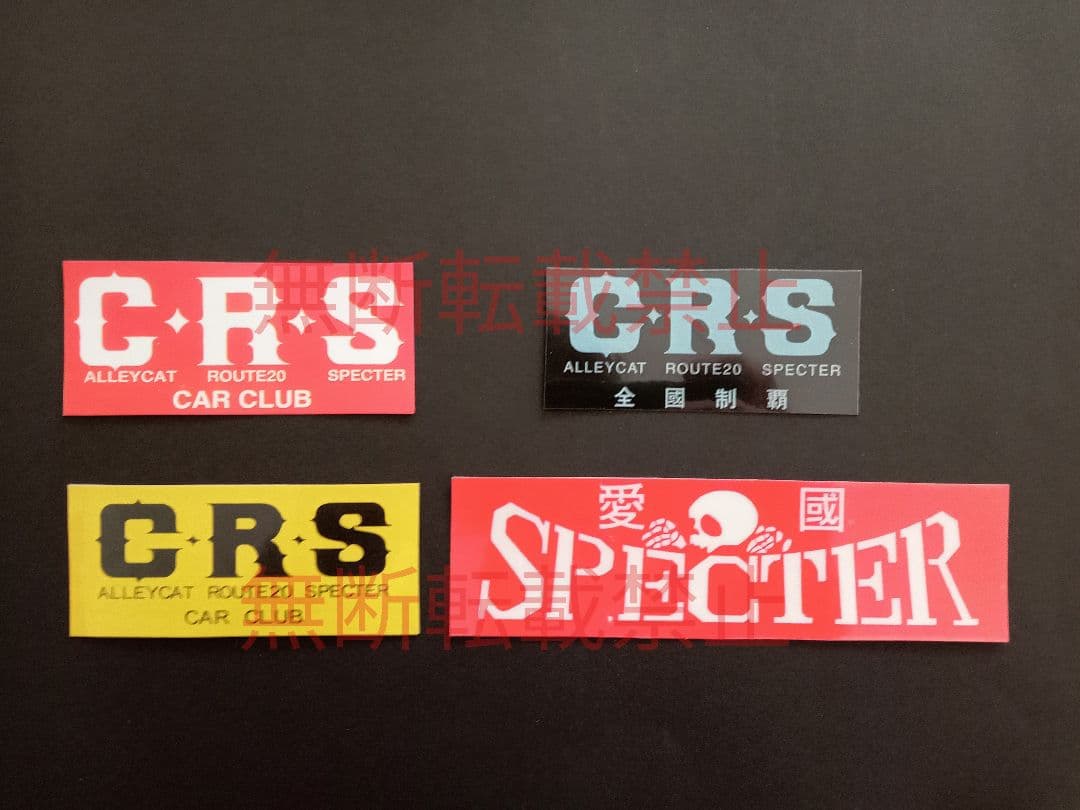 無断転載禁止
C·R·S
ALLEYCAT ROUTE20 SPECTER
CAR CLUB
C·R·S
ALLEYCAT ROUTE20 SPECTER
全國制覇
C·R·S
ALLEYCAT ROUTE20 SPECTER
CAR CLUB
愛國
SPECTER
無断転載禁止